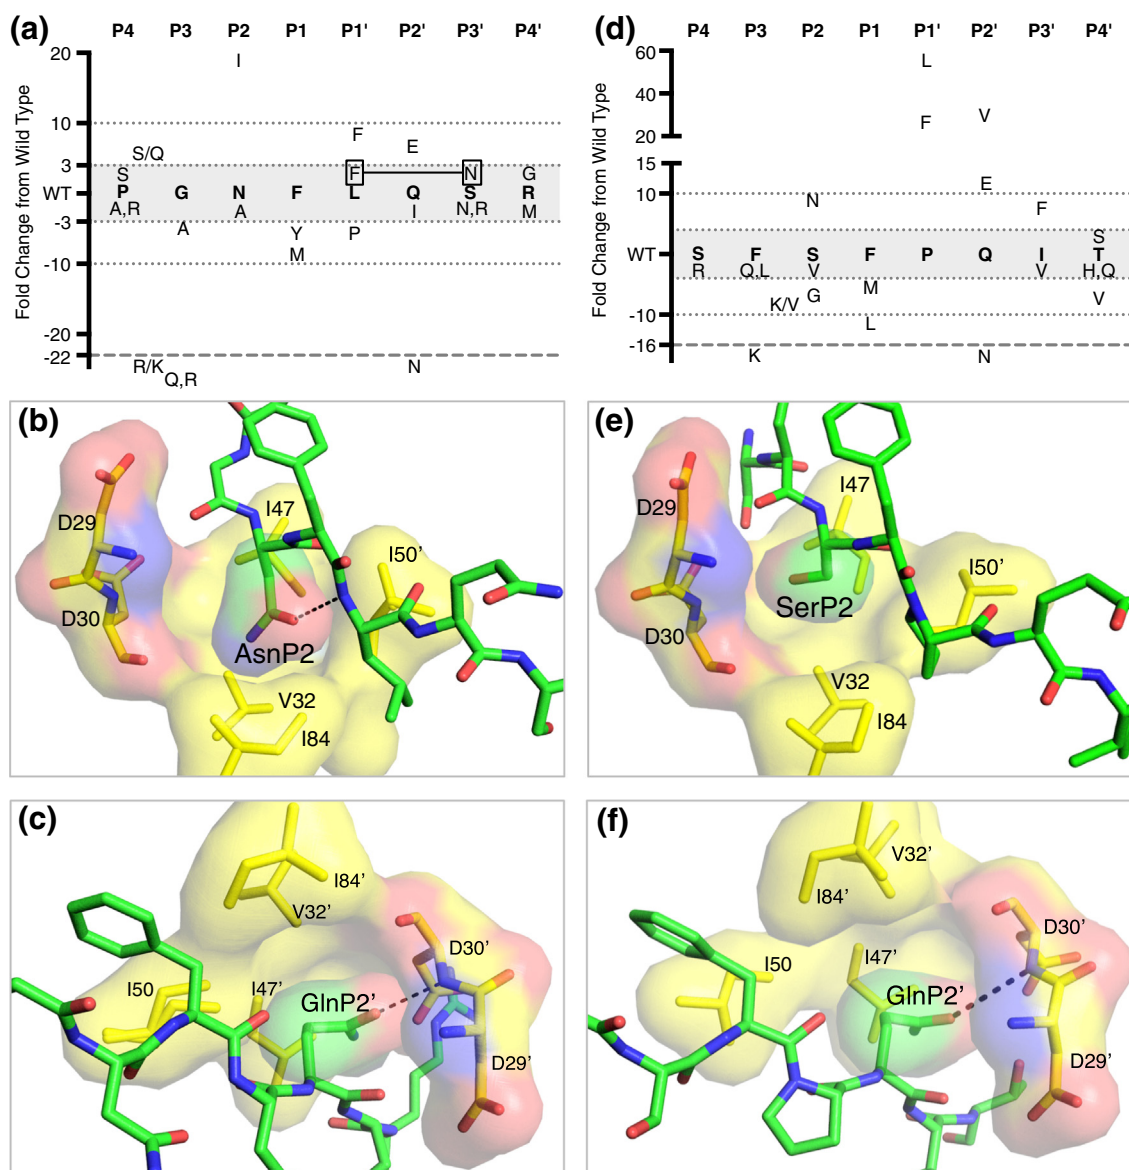 (a)
P4 P3 P2 P1 P1' P2' P3' P4'
Fold Change from Wild Type
20
I
10
F
E
S/Q
3
S F N G
WT P G N F L Q S R
A,R A I N,R M
-3
A Y P
M
-10
-20
-22
R/K N
Q,R
(d)
P4 P3 P2 P1 P1' P2' P3' P4'
Fold Change from Wild Type
60
L
40
V
F
20
15
E
10
N
F
S
WT S F S F P Q I T
R Q,L V V H,Q
M
G V
K/V
-10
L
-16
K N
(b)
D29
I47
I50'
D30
AsnP2
V32
I84
(e)
I47
D29
I50'
SerP2
D30
V32
I84
(c)
I84'
V32'
D30'
I50
I47'
GlnP2'
D29'
(f)
V32'
I84'
D30'
I47'
I50
GlnP2'
D29'